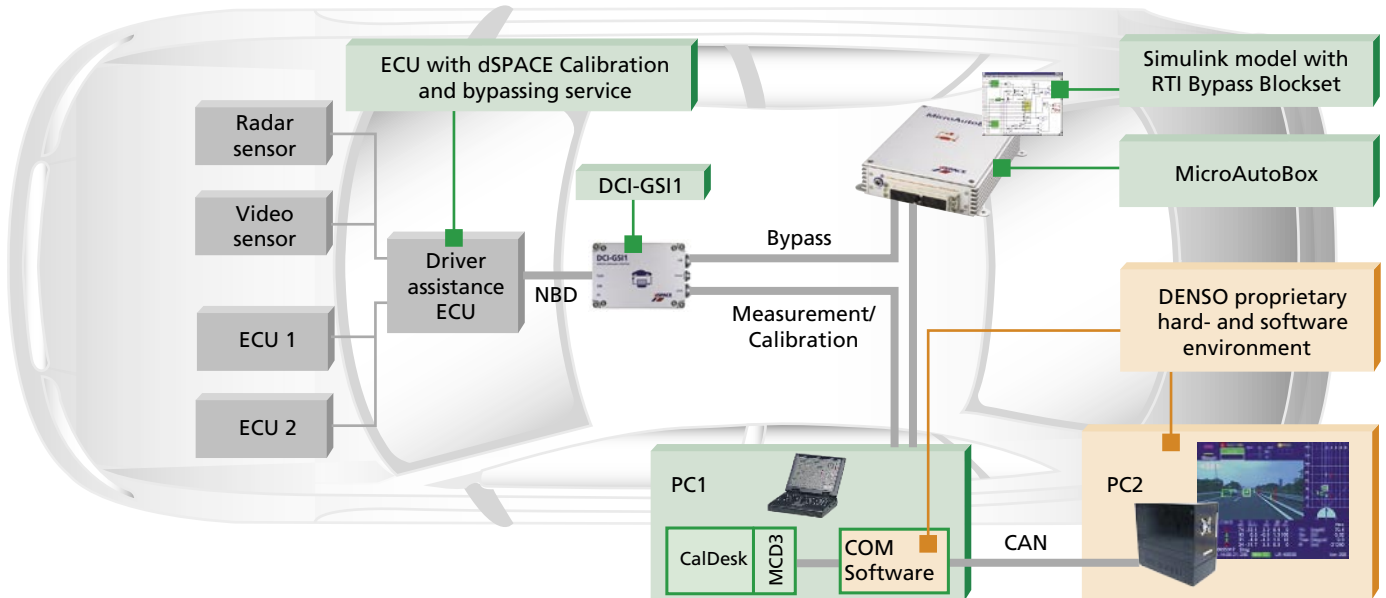 ECU with dSPACE Calibration
and bypassing service
Simulink model with
RTI Bypass Blockset
Radar
sensor
MicroAutoBox
DCI-GSI1
Video
sensor
Bypass
Driver
assistance
ECU
DCI-GSI1
NBD
DENSO proprietary
hard- and software
environment
Measurement/
Calibration
ECU 1
ECU 2
PC1
PC2
CalDesk
MCD3
COM
Software
CAN